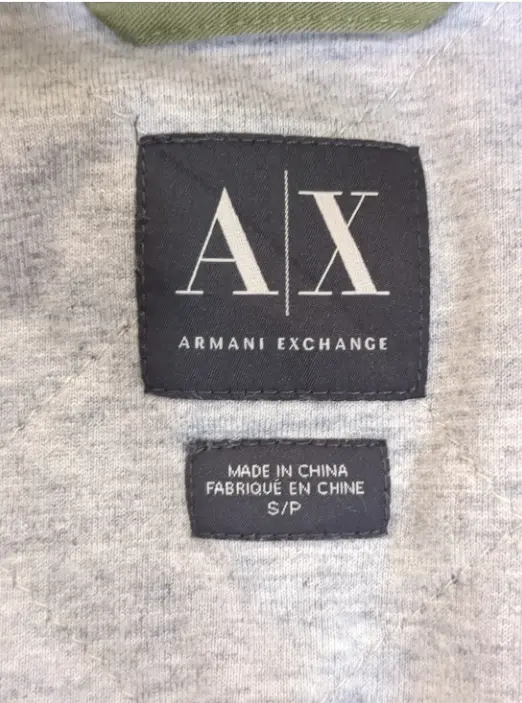 A|X
ARMANI EXCHANGE
MADE IN CHINA
FABRIQUÉ EN CHINE
S/P